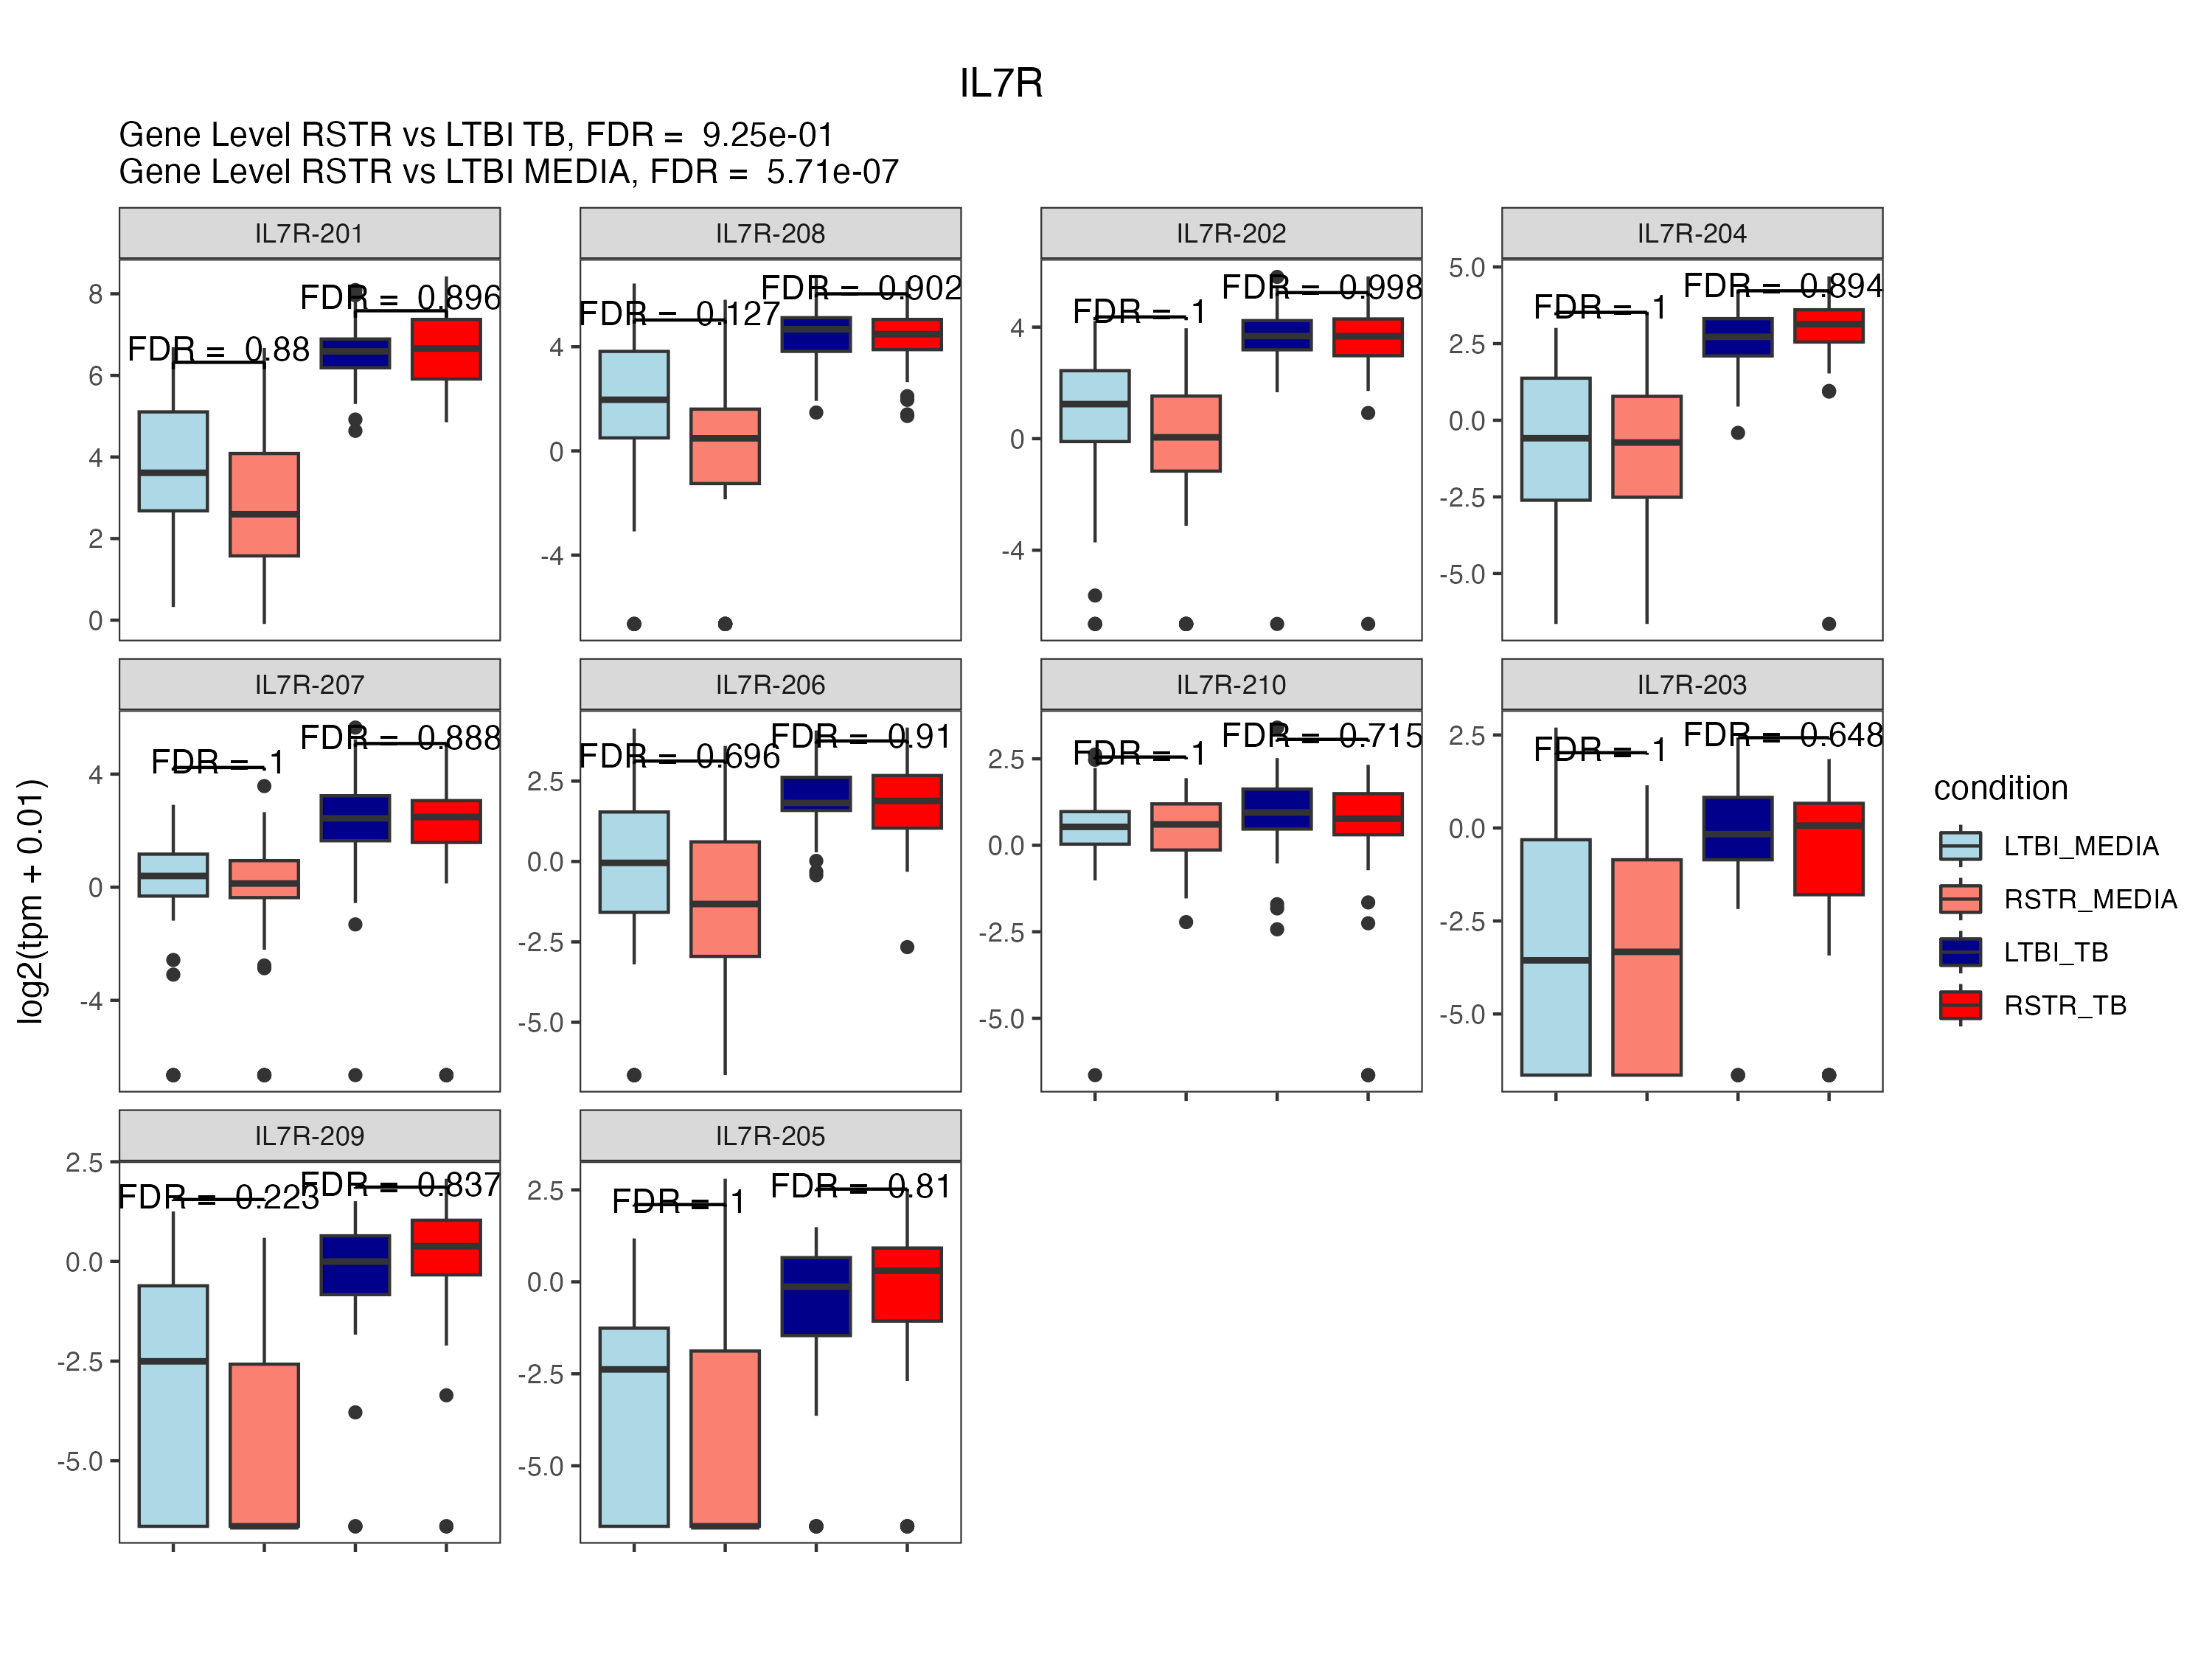 IL7R
Gene Level RSTR vs LTBI TB, FDR =  9.25e-01
Gene Level RSTR vs LTBI MEDIA, FDR =  5.71e-07
log2(tpm + 0.01)
IL7R-201
8
6
4
2
0
FDR =  0.88
FDR =  0.896
IL7R-208
4
0
-4
FDR =  0.127
FDR =  0.902
IL7R-202
4
0
-4
FDR =  1
FDR =  0.998
IL7R-204
5.0
2.5
0.0
-2.5
-5.0
FDR =  1
FDR =  0.894
IL7R-207
4
0
-4
FDR =  1
FDR =  0.888
IL7R-206
2.5
0.0
-2.5
-5.0
FDR =  0.696
FDR =  0.91
IL7R-210
2.5
0.0
-2.5
-5.0
FDR =  1
FDR =  0.715
IL7R-203
2.5
0.0
-2.5
-5.0
FDR =  1
FDR =  0.648
IL7R-209
2.5
0.0
-2.5
-5.0
FDR =  0.223
FDR =  0.837
IL7R-205
2.5
0.0
-2.5
-5.0
FDR =  1
FDR =  0.81
condition
LTBI_MEDIA
RSTR_MEDIA
LTBI_TB
RSTR_TB